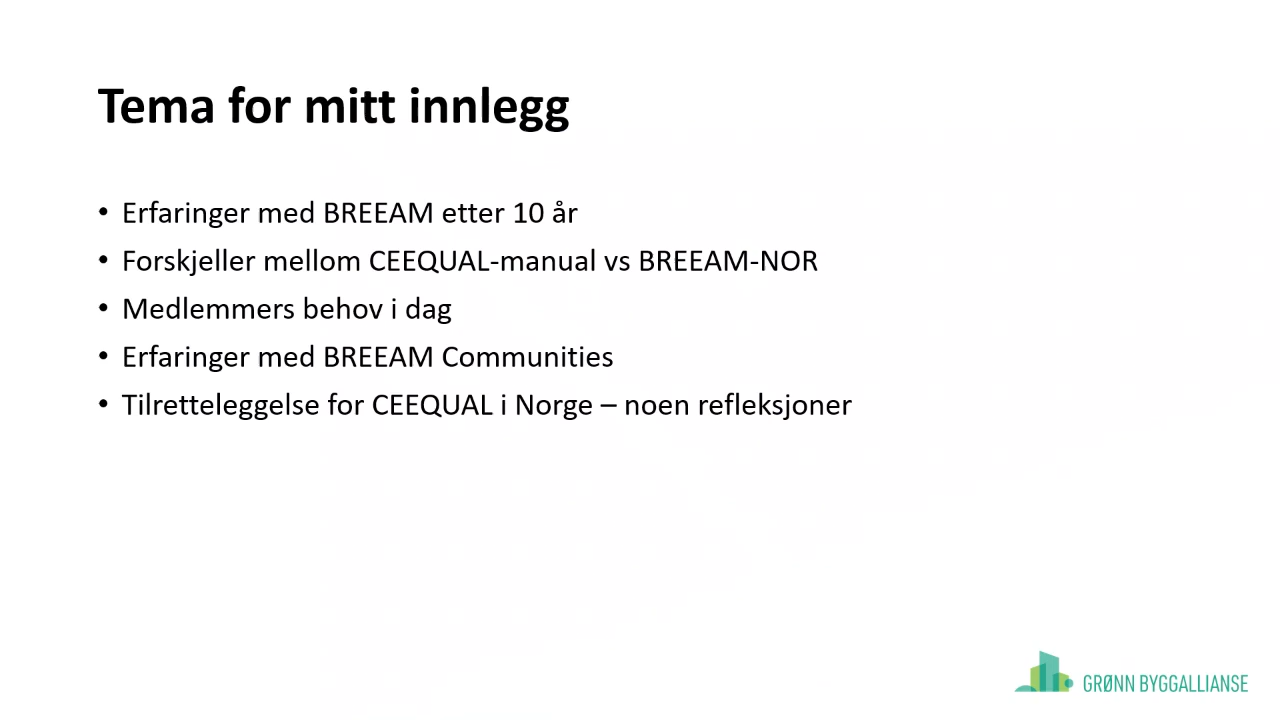 Tema for mitt innlegg
• Erfaringer med BREEAM etter 10 år
• Forskjeller mellom CEEQUAL-manual vs BREEAM-NOR
• Medlemmers behov i dag
• Erfaringer med BREEAM Communities
• Tilretteleggelse for CEEQUAL i Norge – noen refleksjoner
GRØNN BYGGALLIANSE